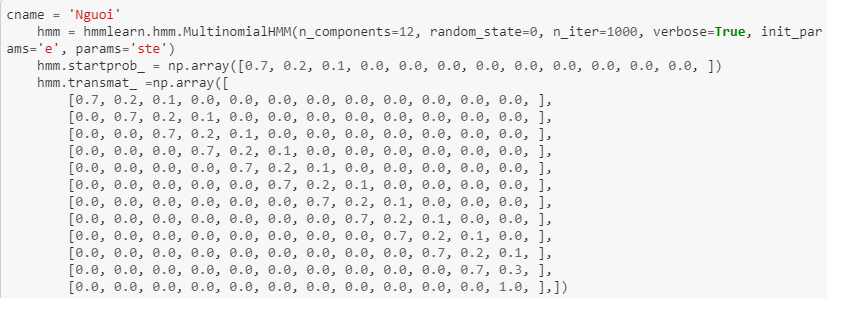 cname = 'Nguoi'
    hmm = hmmlearn.hmm.MultinomialHMM(n_components=12, random_state=0, n_iter=1000, verbose=True, init_par
ams='e', params='ste')
    hmm.startprob_ = np.array([0.7, 0.2, 0.1, 0.0, 0.0, 0.0, 0.0, 0.0, 0.0, 0.0, 0.0, 0.0, ])
    hmm.transmat_ =np.array([
        [0.7, 0.2, 0.1, 0.0, 0.0, 0.0, 0.0, 0.0, 0.0, 0.0, 0.0, 0.0, ],
        [0.0, 0.7, 0.2, 0.1, 0.0, 0.0, 0.0, 0.0, 0.0, 0.0, 0.0, 0.0, ],
        [0.0, 0.0, 0.7, 0.2, 0.1, 0.0, 0.0, 0.0, 0.0, 0.0, 0.0, 0.0, ],
        [0.0, 0.0, 0.0, 0.7, 0.2, 0.1, 0.0, 0.0, 0.0, 0.0, 0.0, 0.0, ],
        [0.0, 0.0, 0.0, 0.0, 0.7, 0.2, 0.1, 0.0, 0.0, 0.0, 0.0, 0.0, ],
        [0.0, 0.0, 0.0, 0.0, 0.0, 0.7, 0.2, 0.1, 0.0, 0.0, 0.0, 0.0, ],
        [0.0, 0.0, 0.0, 0.0, 0.0, 0.0, 0.7, 0.2, 0.1, 0.0, 0.0, 0.0, ],
        [0.0, 0.0, 0.0, 0.0, 0.0, 0.0, 0.0, 0.7, 0.2, 0.1, 0.0, 0.0, ],
        [0.0, 0.0, 0.0, 0.0, 0.0, 0.0, 0.0, 0.0, 0.7, 0.2, 0.1, 0.0, ],
        [0.0, 0.0, 0.0, 0.0, 0.0, 0.0, 0.0, 0.0, 0.0, 0.7, 0.2, 0.1, ],
        [0.0, 0.0, 0.0, 0.0, 0.0, 0.0, 0.0, 0.0, 0.0, 0.0, 0.7, 0.3, ],
        [0.0, 0.0, 0.0, 0.0, 0.0, 0.0, 0.0, 0.0, 0.0, 0.0, 0.0, 1.0, ],])